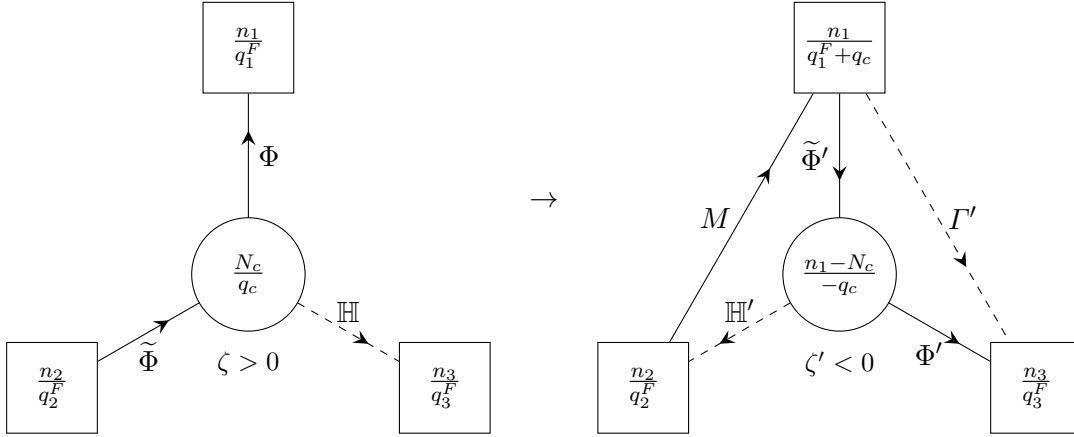 n_1 / q_1^F
n_1 / q_1^F + q_c
Φ
Φ̃′
→
M
Γ′
N_c / q_c
n_1 − N_c / −q_c
ℍ
ℍ′
Φ̃
ζ > 0
ζ′ < 0
Φ′
n_2 / q_2^F
n_3 / q_3^F
n_2 / q_2^F
n_3 / q_3^F